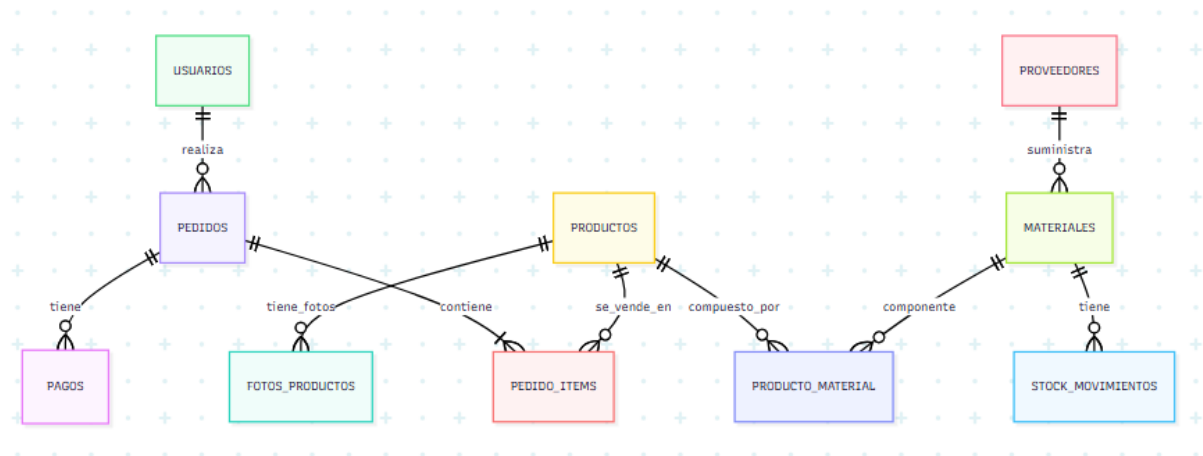 USUARIOS
PROVEEDORES
realiza
suministra
PEDIDOS
PRODUCTOS
MATERIALES
tiene
tiene_fotos
contiene
se_vende_en
compuesto_por
componente
tiene
PAGOS
FOTOS_PRODUCTOS
PEDIDO_ITEMS
PRODUCTO_MATERIAL
STOCK_MOVIMIENTOS